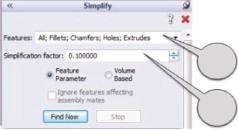 Simplify
Features: All; Fillets; Chamfers; Holes; Extrudes
Simplification factor: 0.100000
Feature Parameter
Volume Based
Ignore features affecting assembly mates
Find Now
Stop